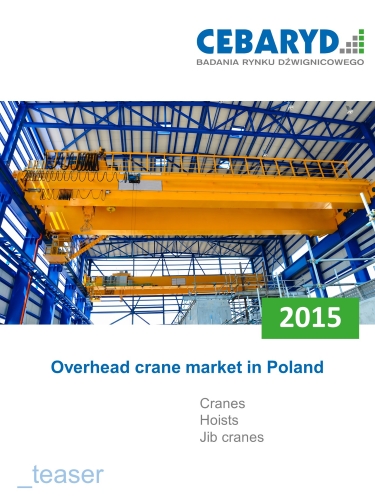 CEBARYD
BADANIA RYNKU DŹWIGNICOWEGO
2015
Overhead crane market in Poland
Cranes
Hoists
Jib cranes
_teaser